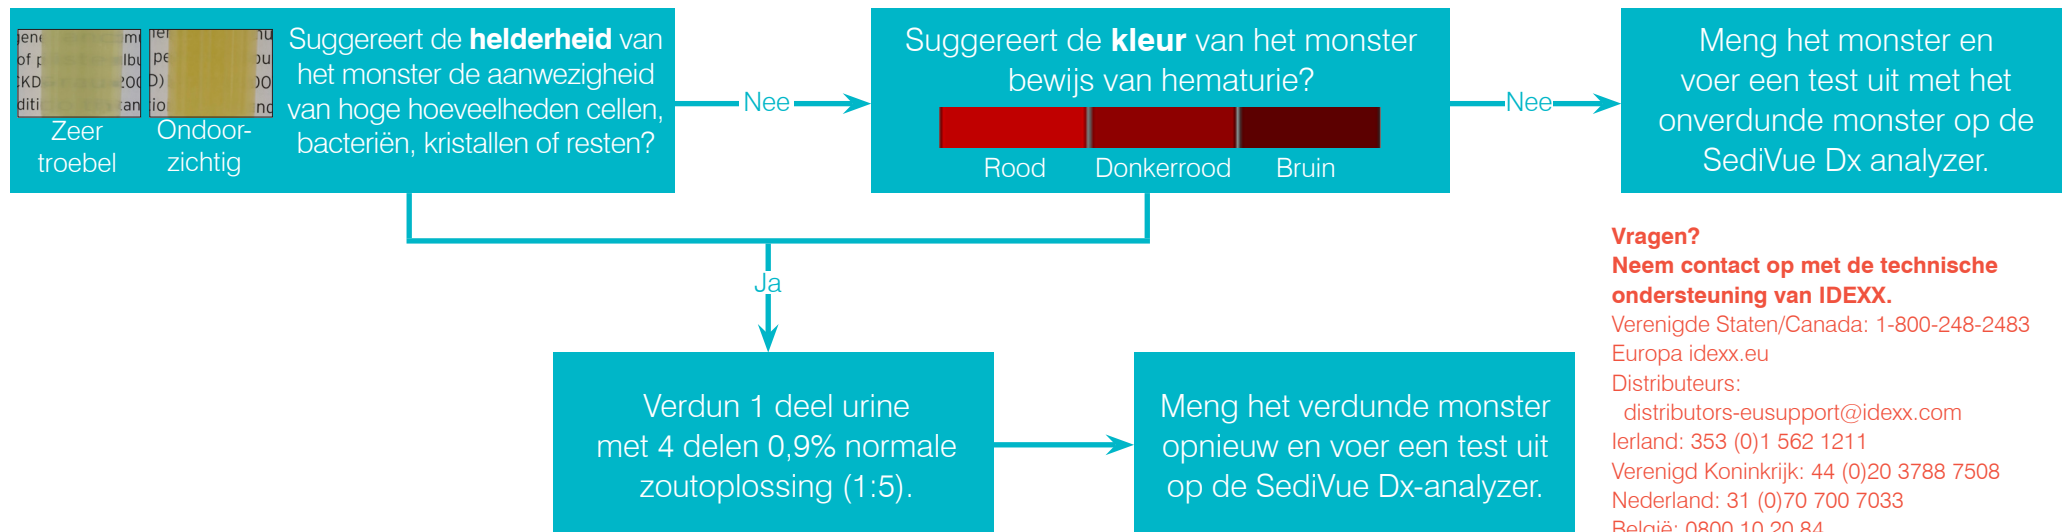 Suggereert de helderheid van
het monster de aanwezigheid
van hoge hoeveelheden cellen,
bacteriën, kristallen of resten?
Zeer
troebel
Ondoor-
zichtig
Nee
Suggereert de kleur van het monster
bewijs van hematurie?
Rood
Donkerrood
Bruin
Nee
Meng het monster en
voer een test uit met het
onverdunde monster op de
SediVue Dx analyzer.
Ja
Verdun 1 deel urine
met 4 delen 0,9% normale
zoutoplossing (1:5).
Meng het verdunde monster
opnieuw en voer een test uit
op de SediVue Dx-analyzer.
Vragen?
Neem contact op met de technische
ondersteuning van IDEXX.
Verenigde Staten/Canada: 1-800-248-2483
Europa idexx.eu
Distributeurs:
distributors-eusupport@idexx.com
Ierland: 353 (0)1 562 1211
Verenigd Koninkrijk: 44 (0)20 3788 7508
Nederland: 31 (0)70 700 7033
België: 0800 10 20 84